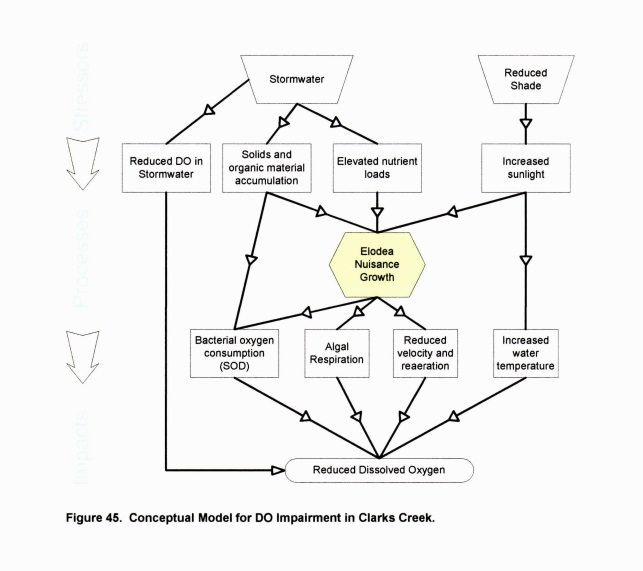 Stressors
Stormwater
Reduced
Shade
Reduced DO in
Stormwater
Solids and
organic material
accumulation
Elevated nutrient
loads
Increased
sunlight
Processes
Elodea
Nuisance
Growth
Bacterial oxygen
consumption
(SOD)
Algal
Respiration
Reduced
velocity and
reaeration
Increased
water
temperature
Impacts
Reduced Dissolved Oxygen
Figure 45. Conceptual Model for DO Impairment in Clarks Creek.